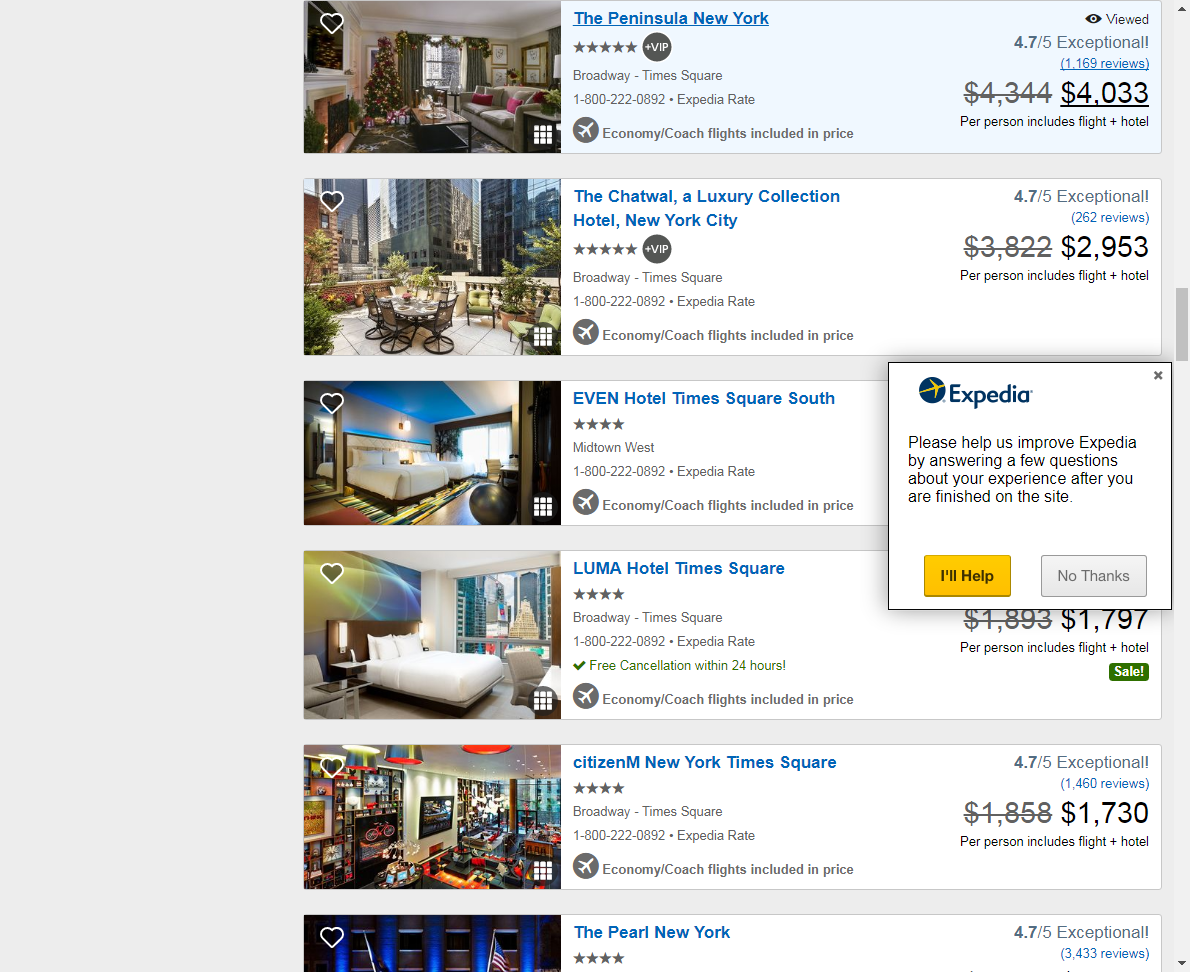 The Peninsula New York
Viewed
★★★★★ +VIP
4.7/5 Exceptional!
(1,169 reviews)
Broadway - Times Square
$4,344 $4,033
1-800-222-0892 • Expedia Rate
Per person includes flight + hotel
Economy/Coach flights included in price
The Chatwal, a Luxury Collection
Hotel, New York City
4.7/5 Exceptional!
(262 reviews)
★★★★★ +VIP
$3,822 $2,953
Broadway - Times Square
Per person includes flight + hotel
1-800-222-0892 • Expedia Rate
Economy/Coach flights included in price
EVEN Hotel Times Square South
★★★★
Midtown West
1-800-222-0892 • Expedia Rate
Economy/Coach flights included in price
Expedia
Please help us improve Expedia
by answering a few questions
about your experience after you
are finished on the site.
I'll Help
No Thanks
LUMA Hotel Times Square
★★★★
Broadway - Times Square
$1,893 $1,797
1-800-222-0892 • Expedia Rate
Per person includes flight + hotel
Free Cancellation within 24 hours!
Sale!
Economy/Coach flights included in price
citizenM New York Times Square
4.7/5 Exceptional!
(1,460 reviews)
★★★★
Broadway - Times Square
$1,858 $1,730
1-800-222-0892 • Expedia Rate
Per person includes flight + hotel
Economy/Coach flights included in price
The Pearl New York
4.7/5 Exceptional!
(3,433 reviews)
★★★★